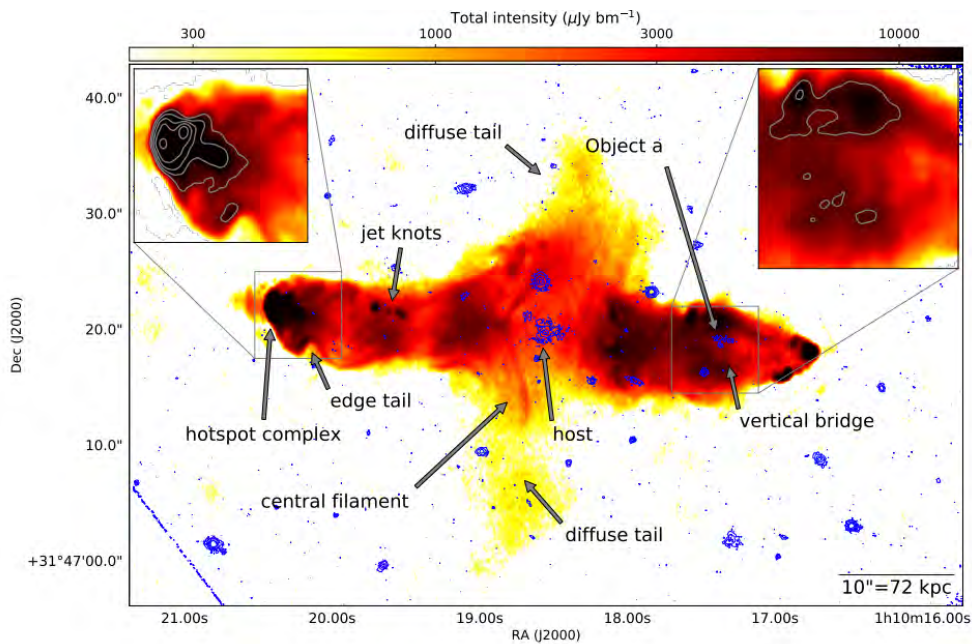 Total intensity (μJy bm⁻¹)
300 1000 3000 10000
40.0"
30.0"
20.0"
10.0"
+31°47'00.0"
Dec (J2000)
diffuse tail
Object a
jet knots
edge tail
hotspot complex
host
vertical bridge
central filament
diffuse tail
10"=72 kpc
21.00s 20.00s 19.00s 18.00s 17.00s 1h10m16.00s
RA (J2000)